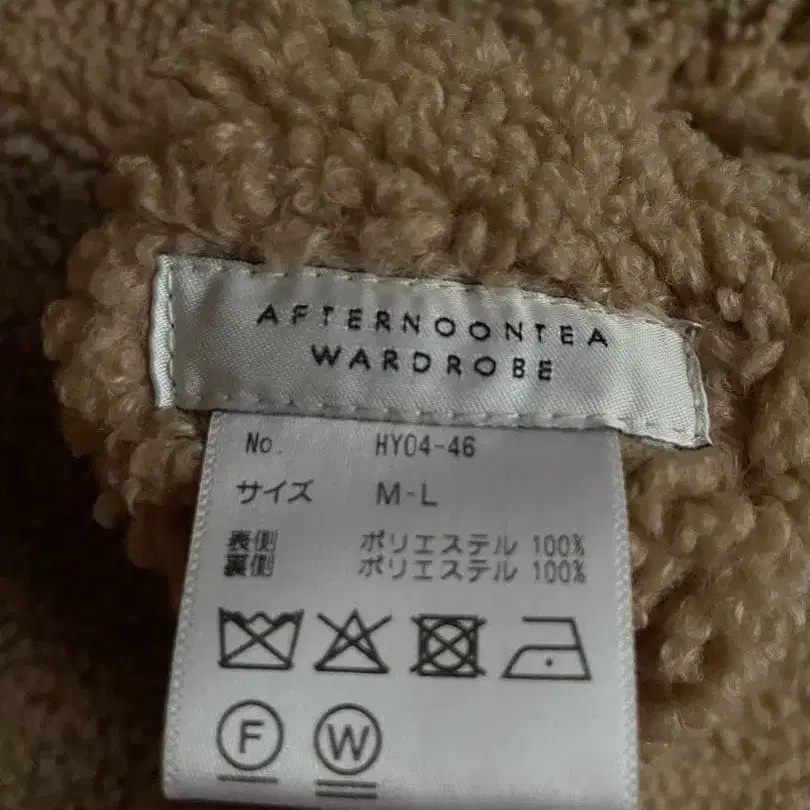 AFTERNOONTEA
WARDROBE
No. HY04-46
サイズ M-L
表側 ポリエステル 100%
裏側 ポリエステル 100%
F W